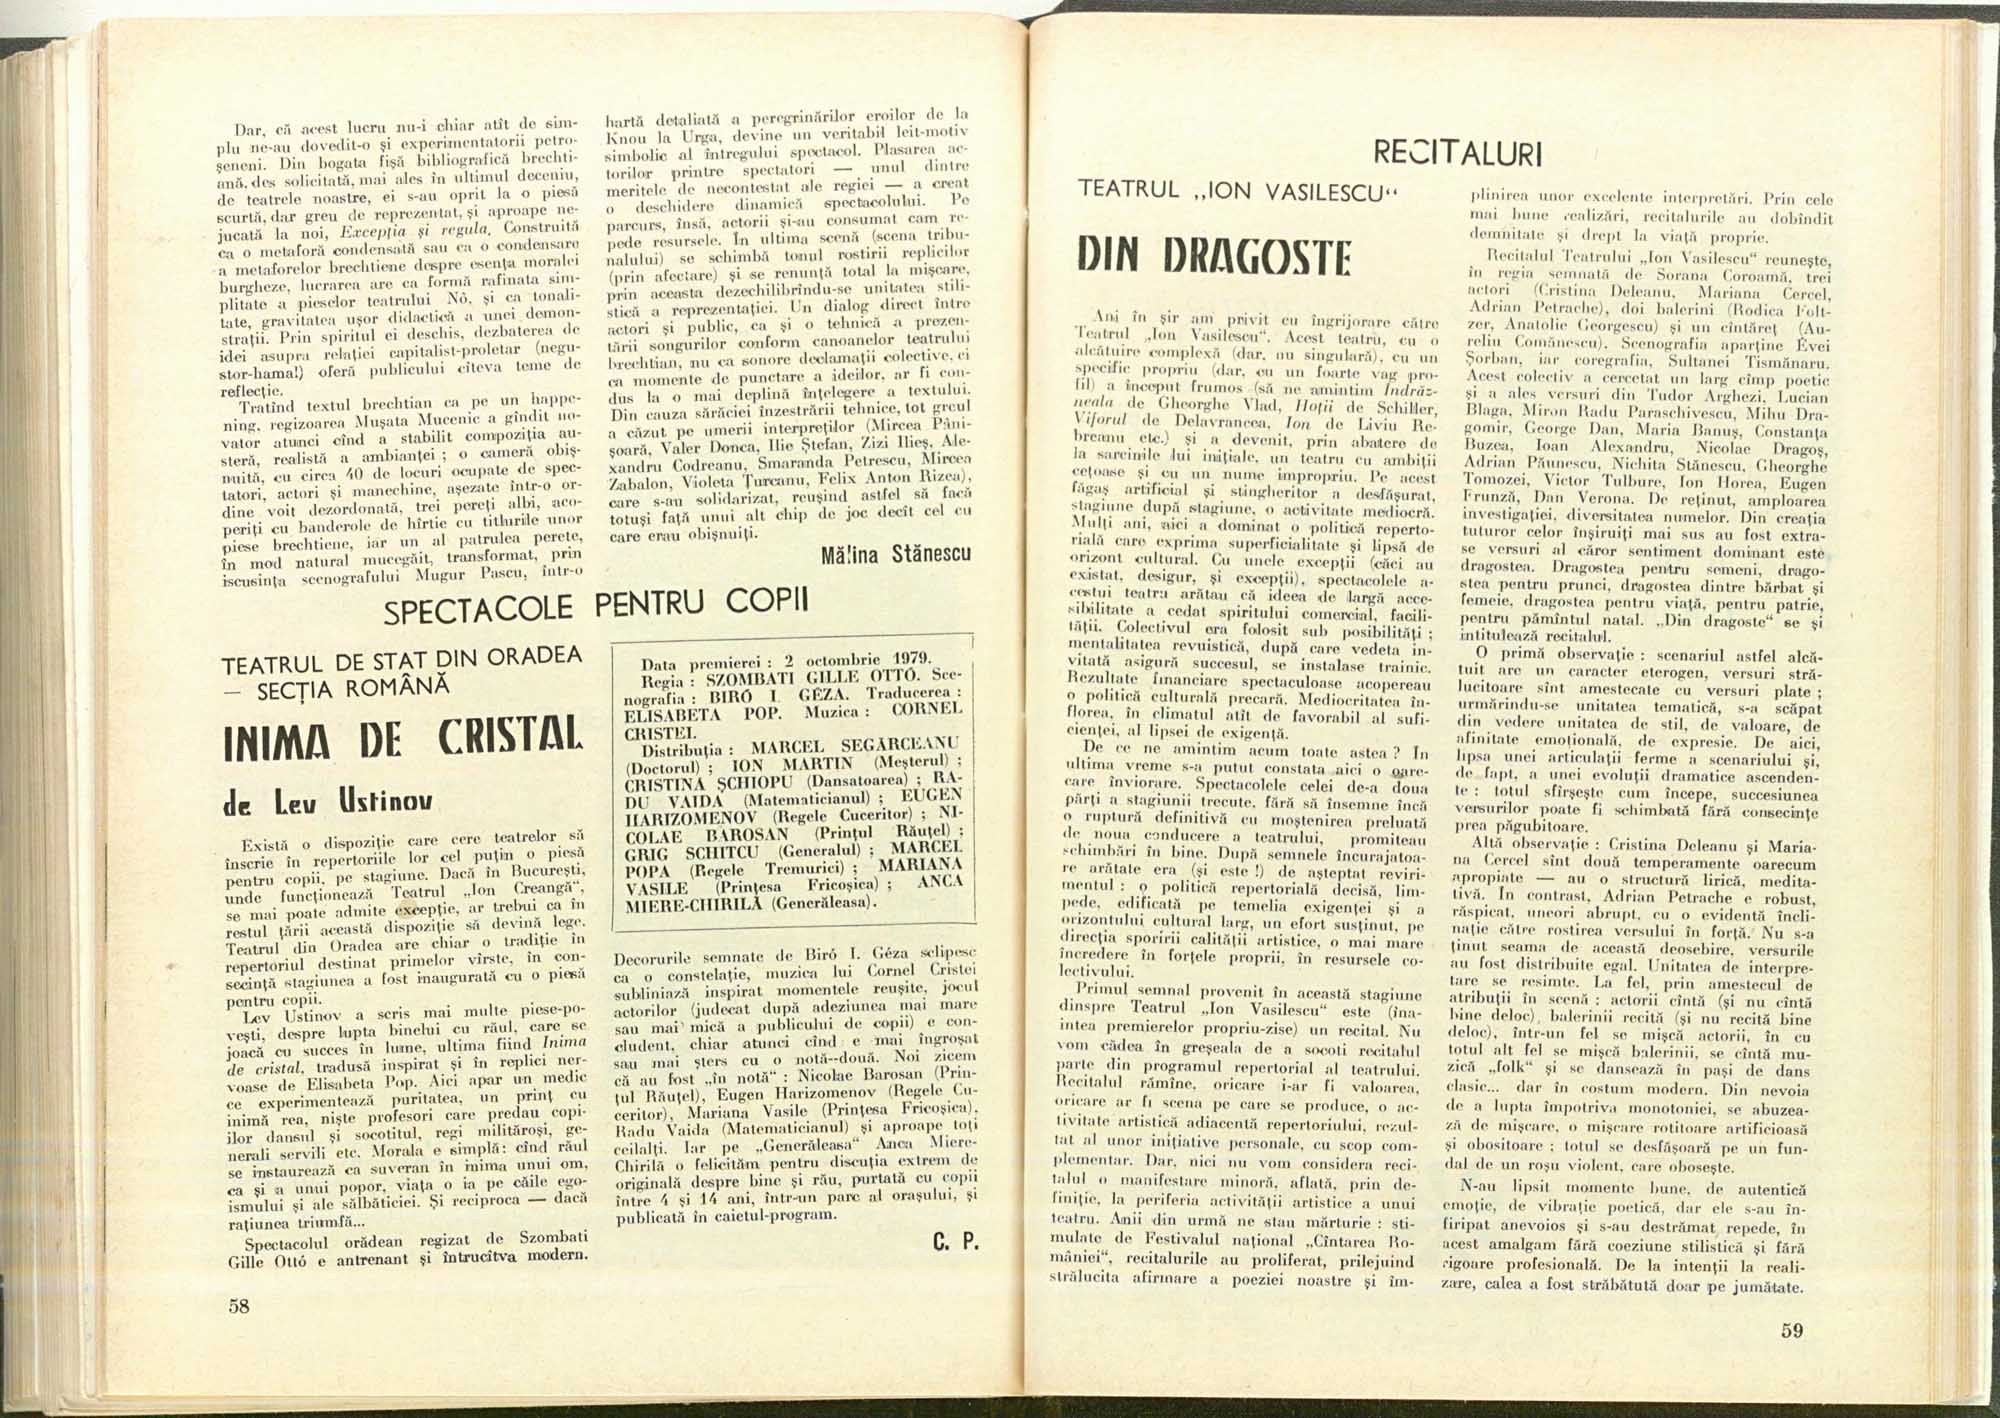 Dar, că acest lucru nu-i chiar atît de sim-
plu ne-au dovedit-o și experimentatorii petro-
șeneni. Din bogata fișă bibliografică brechti-
ană, des solicitată, mai ales în ultimul deceniu,
de teatrele noastre, ei s-au oprit la o piesă
scurtă, dar greu de reprezentat, și aproape ne-
jucată la noi, Excepția și regula. Construită
ca o metaforă condensată sau ca o condensare
a metaforelor brechtiene despre esența moralei
burgheze, lucrarea are ca formă rafinata sim-
plitate a pieselor teatrului Nô, și ca tonali-
tate, gravitatea ușor didactică a unei demon-
strații. Prin spiritul ei deschis, dezbaterea de
idei asupra relației capitalist-proletar (negu-
stor-hamal) oferă publicului cîteva teme de
reflecție.
Tratînd textul brechtian ca pe un happe-
ning, regizoarea Mușata Mucenic a gîndit no-
vator atunci cînd a stabilit compoziția au-
steră, realistă a ambianței ; o cameră obiș-
nuită, cu circa 40 de locuri ocupate de spec-
tatori, actori și manechine, așezate într-o or-
dine voit dezordonată, trei pereți albi, aco-
periți cu banderole de hîrtie cu titlurile unor
piese brechtiene, iar un al patrulea perete,
în mod natural mucegăit, transformat, prin
iscusința scenografului Mugur Pascu, într-o
hartă detaliată a peregrinărilor eroilor de la
Knou la Urga, devine un veritabil leit-motiv
simbolic al întregului spectacol. Plasarea ac-
torilor printre spectatori — unul dintre
meritele de necontestat ale regiei — a creat
o deschidere dinamică spectacolului. Pe
parcurs, însă, actorii și-au consumat cam re-
pede resursele. În ultima scenă (scena tribu-
nalului) se schimbă tonul rostirii replicilor
(prin afectare) și se renunță total la mișcare,
prin aceasta dezechilibrîndu-se unitatea stili-
stică a reprezentației. Un dialog direct între
actori și public, ca și o tehnică a prezen-
tării songurilor conform canoanelor teatrului
brechtian, nu ca sonore declamații colective, ci
ca momente de punctare a ideilor, ar fi con-
dus la o mai deplină înțelegere a textului.
Din cauza sărăciei înzestrării tehnice, tot greul
a căzut pe umerii interpreților (Mircea Pâni-
șoară, Valer Donca, Ilie Ștefan, Zizi Ilieș, Ale-
xandru Codreanu, Smaranda Petrescu, Mircea
Zabalon, Violeta Țurcanu, Felix Anton Rizea),
care s-au solidarizat, reușind astfel să facă
totuși față unui alt chip de joc decît cel cu
care erau obișnuiți.
Mălina Stănescu
SPECTACOLE PENTRU COPII
TEATRUL DE STAT DIN ORADEA
— SECȚIA ROMÂNĂ
INIMA DE CRISTAL
de Lev Ustinov
Există o dispoziție care cere teatrelor să
înscrie în repertoriile lor cel puțin o piesă
pentru copii, pe stagiune. Dacă în București,
unde funcționează Teatrul „Ion Creangă“,
se mai poate admite excepție, ar trebui ca în
restul țării această dispoziție să devină lege.
Teatrul din Oradea are chiar o tradiție în
repertoriul destinat primelor vîrste, în con-
secință stagiunea a fost inaugurată cu o piesă
pentru copii.
Lev Ustinov a scris mai multe piese-po-
vești, despre lupta binelui cu răul, care se
joacă cu succes în lume, ultima fiind Inima
de cristal, tradusă inspirat și în replici ner-
voase de Elisabeta Pop. Aici apar un medic
ce experimentează puritatea, un prinț cu
inimă rea, niște profesori care predau copi-
ilor dansul și socotitul, regi milităroși, ge-
nerali servili etc. Morala e simplă: cînd răul
se instaurează ca suveran în inima unui om,
ca și a unui popor, viața o ia pe căile ego-
ismului și ale sălbăticiei. Și reciproca — dacă
rațiunea triumfă...
Spectacolul orădean regizat de Szombati
Gille Ottó e antrenant și întrucîtva modern.
Data premierei : 2 octombrie 1979.
Regia : SZOMBATI GILLE OTTÓ. Sce-
nografia : BIRÓ I. GÉZA. Traducerea :
ELISABETA POP. Muzica : CORNEL
CRISTEI.
Distribuția : MARCEL SEGĂRCEANU
(Doctorul) ; ION MARTIN (Meșterul) ;
CRISTINA ȘCHIOPU (Dansatoarea) ; RA-
DU VAIDA (Matematicianul) ; EUGEN
HARIZOMENOV (Regele Cuceritor) ; NI-
COLAE BAROSAN (Prințul Răuțel) ;
GRIG SCHITCU (Generalul) ; MARCEL
POPA (Regele Tremurici) ; MARIANA
VASILE (Prințesa Fricoșica) ; ANCA
MIERE-CHIRILĂ (Generăleasa).
Decorurile semnate de Biró I. Géza sclipesc
ca o constelație, muzica lui Cornel Cristei
subliniază inspirat momentele reușite, jocul
actorilor (judecat după adeziunea mai mare
sau mai mică a publicului de copii) e con-
cludent, chiar atunci cînd e mai îngroșat
sau mai șters cu o notă--două. Noi zicem
că au fost „în notă“ : Nicolae Barosan (Prin-
țul Răuțel), Eugen Harizomenov (Regele Cu-
ceritor), Mariana Vasile (Prințesa Fricoșica),
Radu Vaida (Matematicianul) și aproape toți
ceilalți. Iar pe „Generăleasa“ Anca Miere-
Chirilă o felicităm pentru discuția extrem de
originală despre bine și rău, purtată cu copii
între 4 și 14 ani, într-un parc al orașului, și
publicată în caietul-program.
C. P.
58
RECITALURI
TEATRUL „ION VASILESCU“
DIN DRAGOSTE
Ani în șir am privit cu îngrijorare către
Teatrul „Ion Vasilescu“. Acest teatru, cu o
alcătuire complexă (dar, nu singulară), cu un
specific propriu (dar, cu un foarte vag pro-
fil) a început frumos (să ne amintim Îndrăz-
neala de Gheorghe Vlad, Hoții de Schiller,
Viforul de Delavrancea, Ion de Liviu Re-
breanu etc.) și a devenit, prin abatere de
la sarcinile lui inițiale, un teatru cu ambiții
cețoase și cu un nume impropriu. Pe acest
făgaș artificial și stingheritor a desfășurat,
stagiune după stagiune, o activitate mediocră.
Mulți ani, aici a dominat o politică reperto-
rială care exprima superficialitate și lipsă de
orizont cultural. Cu unele excepții (căci au
existat, desigur, și excepții), spectacolele a-
cestui teatru arătau că ideea de largă acce-
sibilitate a cedat spiritului comercial, facili-
tății. Colectivul era folosit sub posibilități ;
mentalitatea revuistică, după care vedeta in-
vitată asigură succesul, se instalase trainic.
Rezultate financiare spectaculoase acopereau
o politică culturală precară. Mediocritatea în-
florea, în climatul atît de favorabil al sufi-
cienței, al lipsei de exigență.
De ce ne amintim acum toate astea ? În
ultima vreme s-a putut constata aici o oare-
care înviorare. Spectacolele celei de-a doua
părți a stagiunii trecute, fără să însemne încă
o ruptură definitivă cu moștenirea preluată
de noua conducere a teatrului, promiteau
schimbări în bine. După semnele încurajatoa-
re arătate era (și este !) de așteptat reviri-
mentul : o politică repertorială decisă, lim-
pede, edificată pe temelia exigenței și a
orizontului cultural larg, un efort susținut, pe
direcția sporirii calității artistice, o mai mare
încredere în forțele proprii, în resursele co-
lectivului.
Primul semnal provenit în această stagiune
dinspre Teatrul „Ion Vasilescu“ este (îna-
intea premierelor propriu-zise) un recital. Nu
vom cădea în greșeala de a socoti recitalul
parte din programul repertorial al teatrului.
Recitalul rămîne, oricare i-ar fi valoarea,
oricare ar fi scena pe care se produce, o ac-
tivitate artistică adiacentă repertoriului, rezul-
tat al unor inițiative personale, cu scop com-
plementar. Dar, nici nu vom considera reci-
talul o manifestare minoră, aflată, prin de-
finiție, la periferia activității artistice a unui
teatru. Anii din urmă ne stau mărturie : sti-
mulate de Festivalul național „Cîntarea Ro-
mâniei“, recitalurile au proliferat, prilejuind
strălucita afirmare a poeziei noastre și îm-
plinirea unor excelente interpretări. Prin cele
mai bune realizări, recitalurile au dobîndit
demnitate și drept la viață proprie.
Recitalul Teatrului „Ion Vasilescu“ reunește,
în regia semnată de Sorana Coroamă, trei
actori (Cristina Deleanu, Mariana Cercel,
Adrian Petrache), doi balerini (Rodica Folt-
zer, Anatolie Georgescu) și un cîntăreț (Au-
reliu Comănescu). Scenografia aparține Evei
Șorban, iar coregrafia, Sultanei Tismănaru.
Acest colectiv a cercetat un larg cîmp poetic
și a ales versuri din Tudor Arghezi, Lucian
Blaga, Miron Radu Paraschivescu, Mihu Dra-
gomir, George Dan, Maria Banuș, Constanța
Buzea, Ioan Alexandru, Nicolae Dragoș,
Adrian Păunescu, Nichita Stănescu, Gheorghe
Tomozei, Victor Tulbure, Ion Horea, Eugen
Frunză, Dan Verona. De reținut, amploarea
investigației, diversitatea numelor. Din creația
tuturor celor înșiruiți mai sus au fost extra-
se versuri al căror sentiment dominant este
dragostea. Dragostea pentru semeni, drago-
stea pentru prunci, dragostea dintre bărbat și
femeie, dragostea pentru viață, pentru patrie,
pentru pămîntul natal. „Din dragoste“ se și
intitulează recitalul.
O primă observație : scenariul astfel alcă-
tuit are un caracter eterogen, versuri stră-
lucitoare sînt amestecate cu versuri plate ;
urmărindu-se unitatea tematică, s-a scăpat
din vedere unitatea de stil, de valoare, de
afinitate emoțională, de expresie. De aici,
lipsa unei articulații ferme a scenariului și,
de fapt, a unei evoluții dramatice ascenden-
te : totul sfîrșește cum începe, succesiunea
versurilor poate fi schimbată fără consecințe
prea păgubitoare.
Altă observație : Cristina Deleanu și Maria-
na Cercel sînt două temperamente oarecum
apropiate — au o structură lirică, medita-
tivă. În contrast, Adrian Petrache e robust,
răspicat, uneori abrupt, cu o evidentă încli-
nație către rostirea versului în forță. Nu s-a
ținut seama de această deosebire, versurile
au fost distribuite egal. Unitatea de interpre-
tare se resimte. La fel, prin amestecul de
atribuții în scenă : actorii cîntă (și nu cîntă
bine deloc), balerinii recită (și nu recită bine
deloc), într-un fel se mișcă actorii, în cu
totul alt fel se mișcă balerinii, se cîntă mu-
zică „folk“ și se dansează în pași de dans
clasic... dar în costum modern. Din nevoia
de a lupta împotriva monotoniei, se abuzea-
ză de mișcare, o mișcare rotitoare artificioasă
și obositoare ; totul se desfășoară pe un fun-
dal de un roșu violent, care obosește.
N-au lipsit momente bune, de autentică
emoție, de vibrație poetică, dar ele s-au în-
firipat anevoios și s-au destrămat repede, în
acest amalgam fără coeziune stilistică și fără
rigoare profesională. De la intenții la reali-
zare, calea a fost străbătută doar pe jumătate.
59